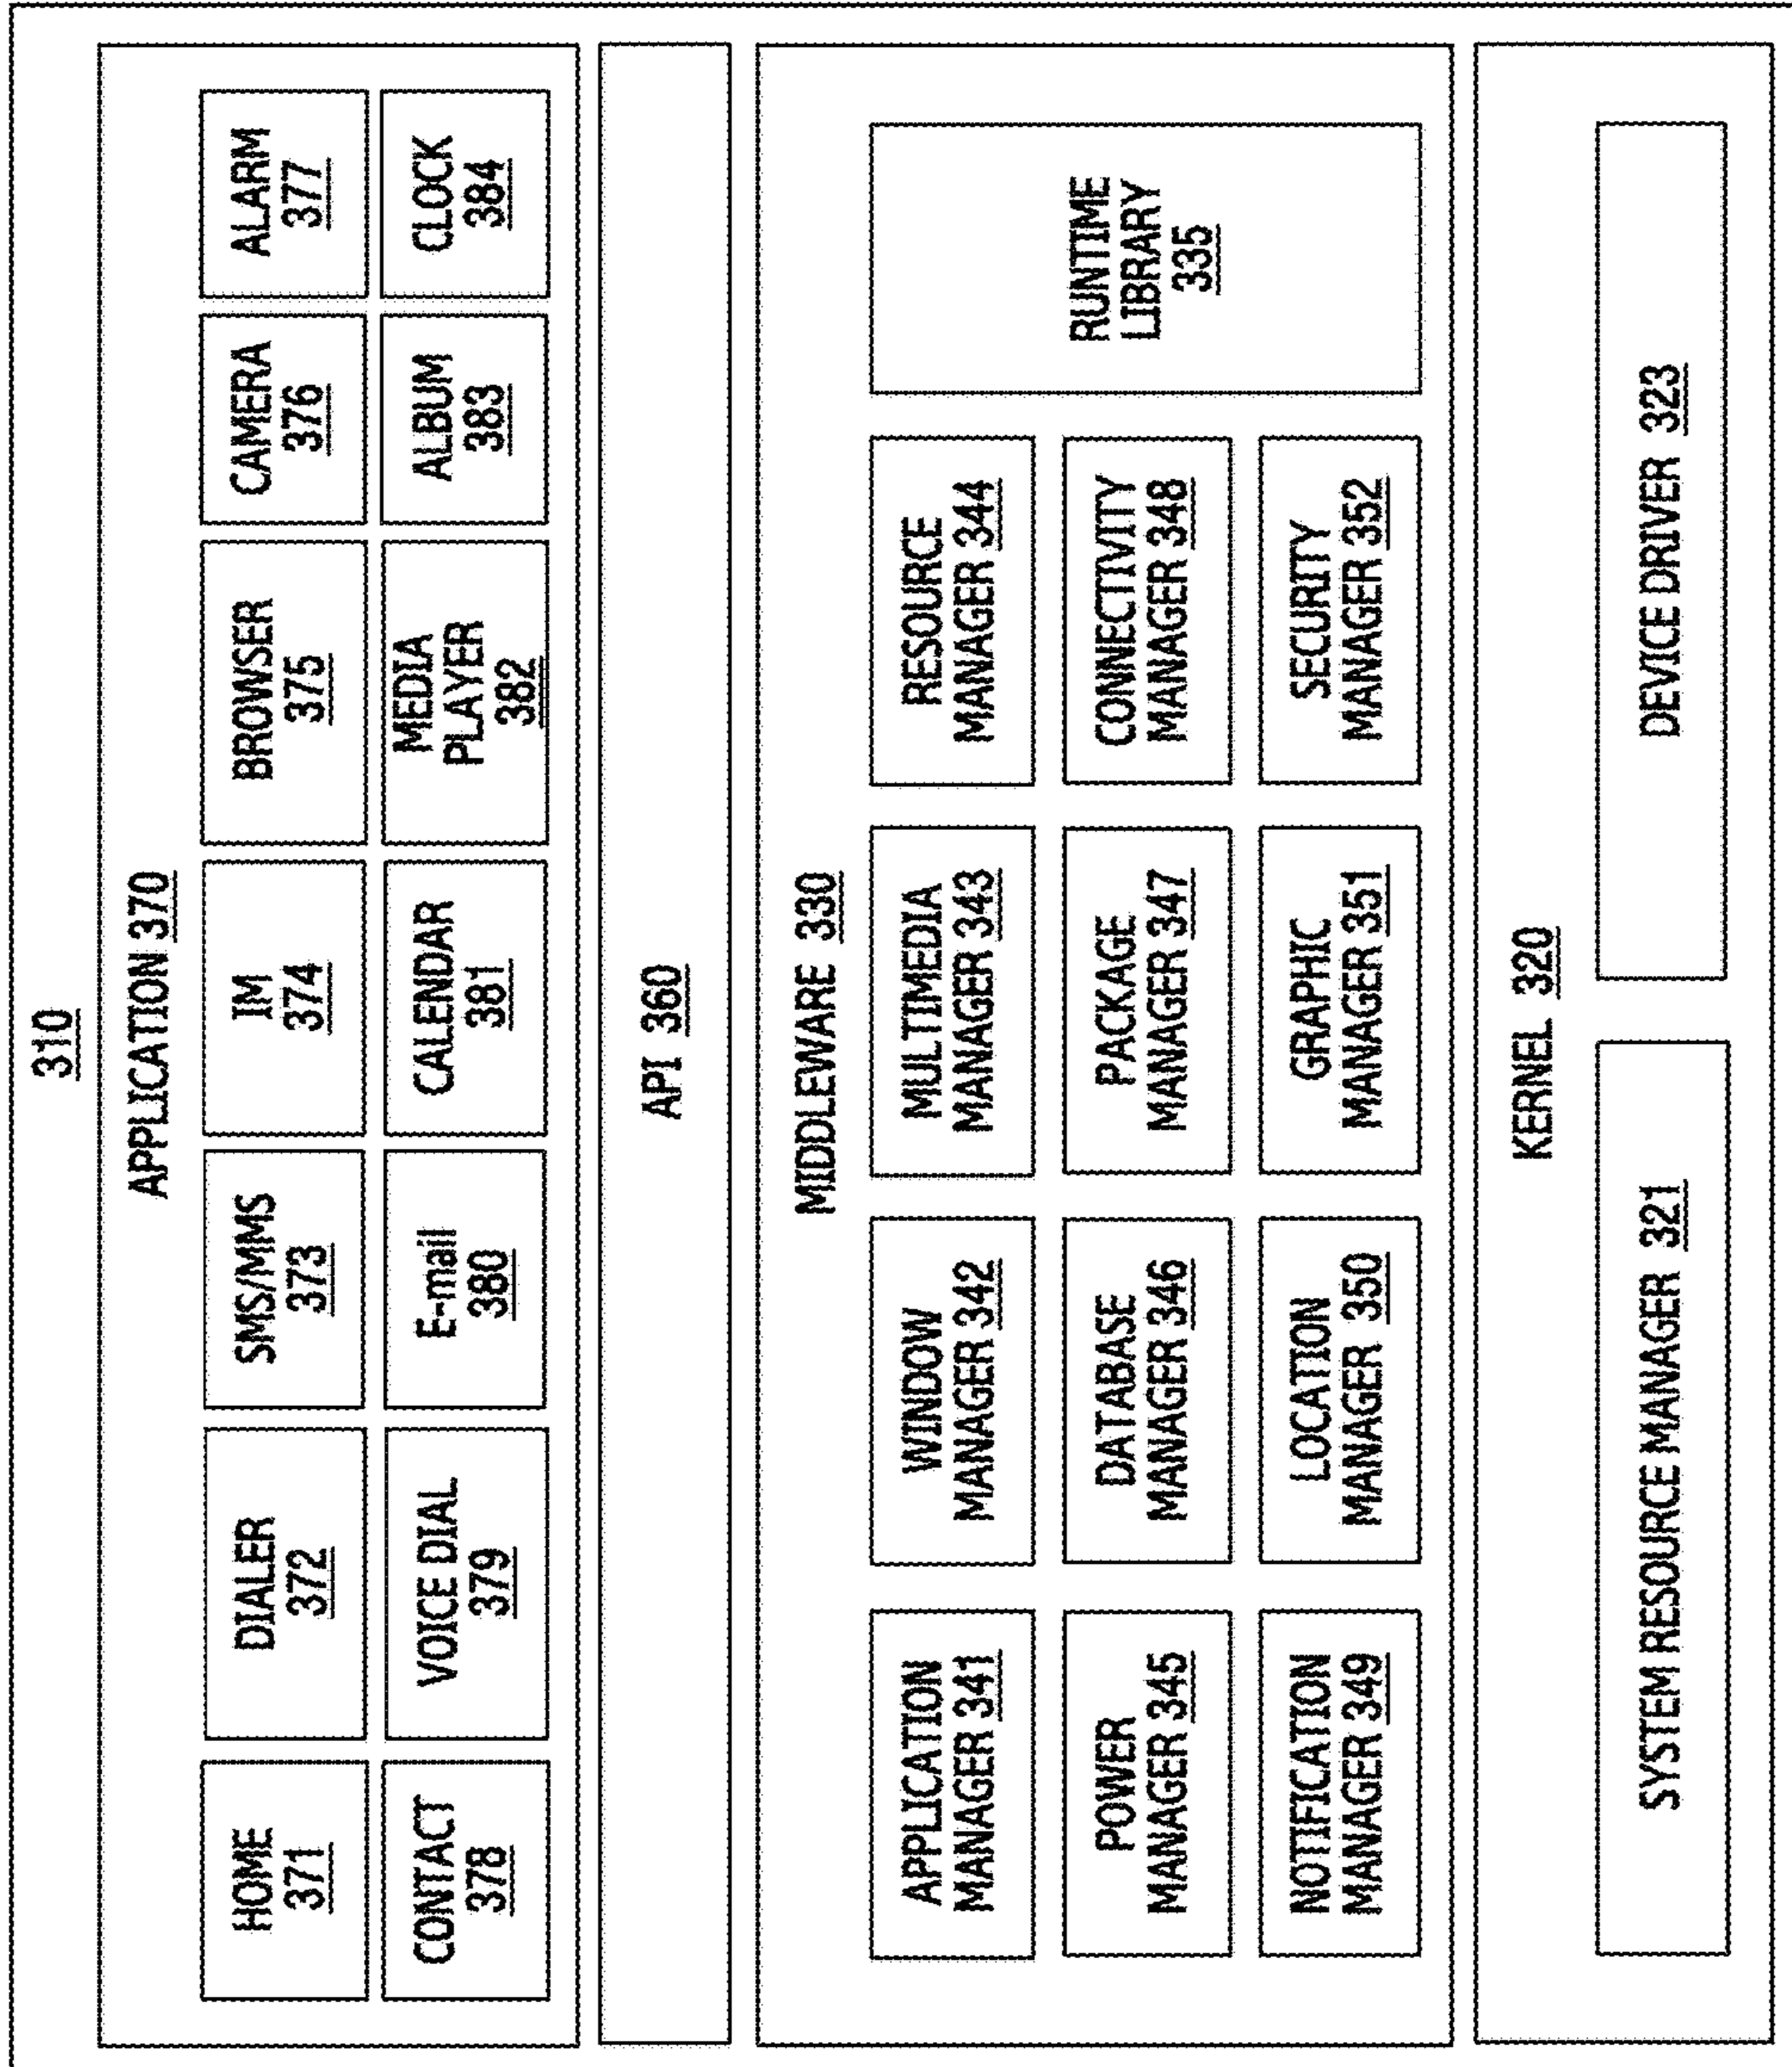 310
APPLICATION 370
HOME
371
DIALER
372
SMS/MMS
373
IM
374
BROWSER
375
CAMERA
376
ALARM
377
CONTACT
378
VOICE DIAL
379
E-mail
380
CALENDAR
381
MEDIA
PLAYER
382
ALBUM
383
CLOCK
384
API 360
MIDDLEWARE 330
APPLICATION
MANAGER 341
WINDOW
MANAGER 342
MULTIMEDIA
MANAGER 343
RESOURCE
MANAGER 344
POWER
MANAGER 345
DATABASE
MANAGER 346
PACKAGE
MANAGER 347
CONNECTIVITY
MANAGER 348
NOTIFICATION
MANAGER 349
LOCATION
MANAGER 350
GRAPHIC
MANAGER 351
SECURITY
MANAGER 352
RUNTIME
LIBRARY
335
KERNEL 320
SYSTEM RESOURCE MANAGER 321
DEVICE DRIVER 323